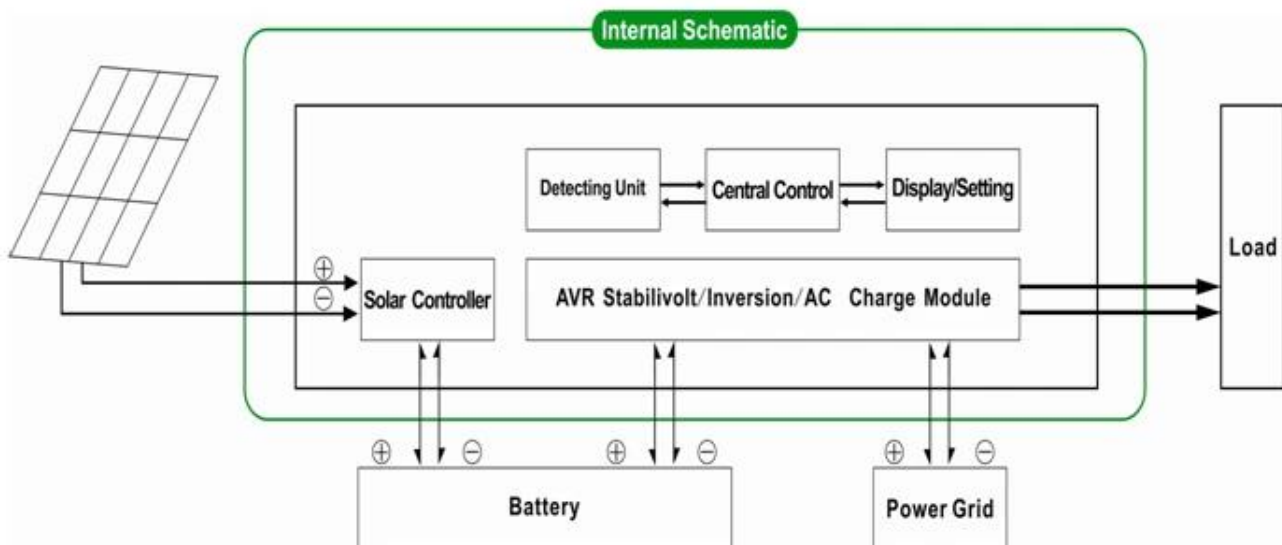 Internal Schematic
Detecting Unit
Central Control
Display/Setting
Load
⊕
⊖
Solar Controller
AVR Stabilivolt/Inversion/AC Charge Module
⊕ ⊖ ⊕ ⊖ ⊕ ⊖
Battery
Power Grid